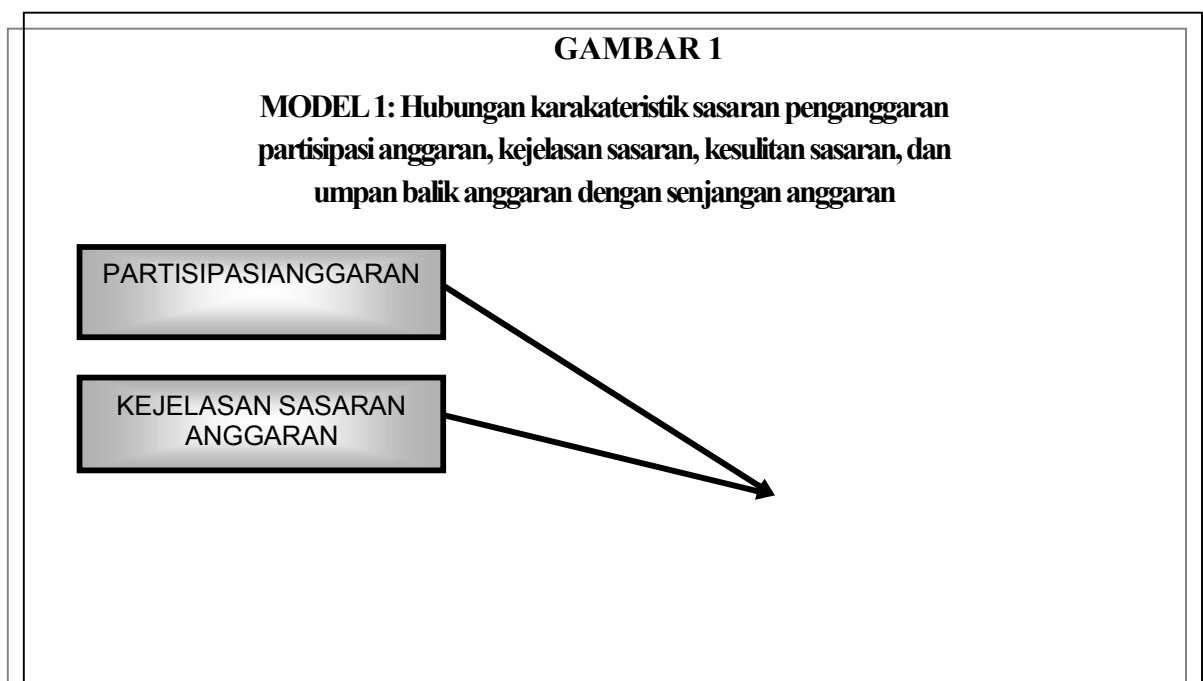 GAMBAR 1
MODEL 1: Hubungan karakateristik sasaran penganggaran
partisipasi anggaran, kejelasan sasaran, kesulitan sasaran, dan
umpan balik anggaran dengan senjangan anggaran
PARTISIPASIANGGARAN
KEJELASAN SASARAN
ANGGARAN